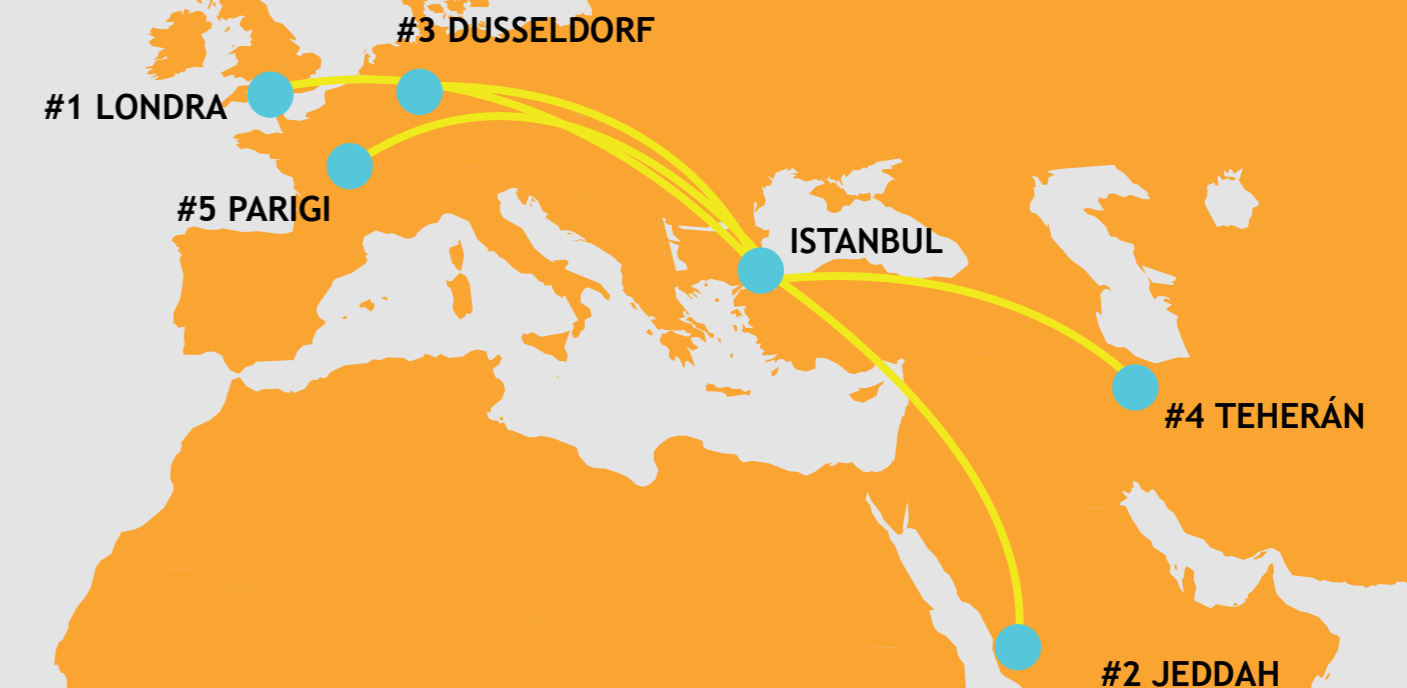 #3 DUSSELDORF
#1 LONDRA
#5 PARIGI
ISTANBUL
#4 TEHERÁN
#2 JEDDAH